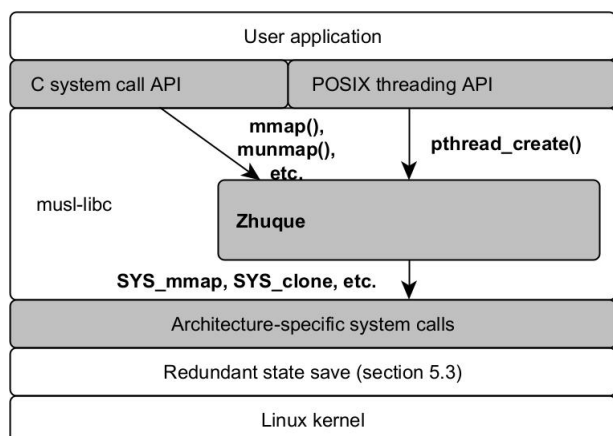 User application
C system call API
POSIX threading API
mmap(),
munmap(),
etc.
pthread_create()
musl-libc
Zhuque
SYS_mmap, SYS_clone, etc.
Architecture-specific system calls
Redundant state save (section 5.3)
Linux kernel